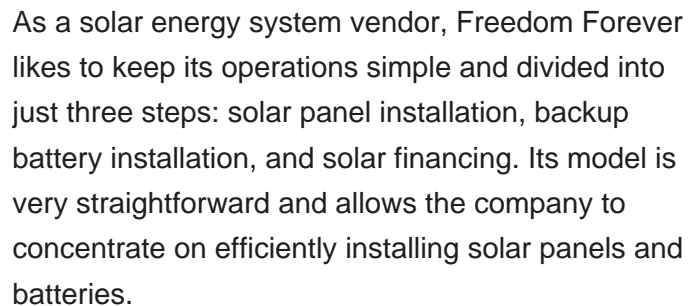 As a solar energy system vendor, Freedom Forever
likes to keep its operations simple and divided into
just three steps: solar panel installation, backup
battery installation, and solar financing. Its model is
very straightforward and allows the company to
concentrate on efficiently installing solar panels and
batteries.